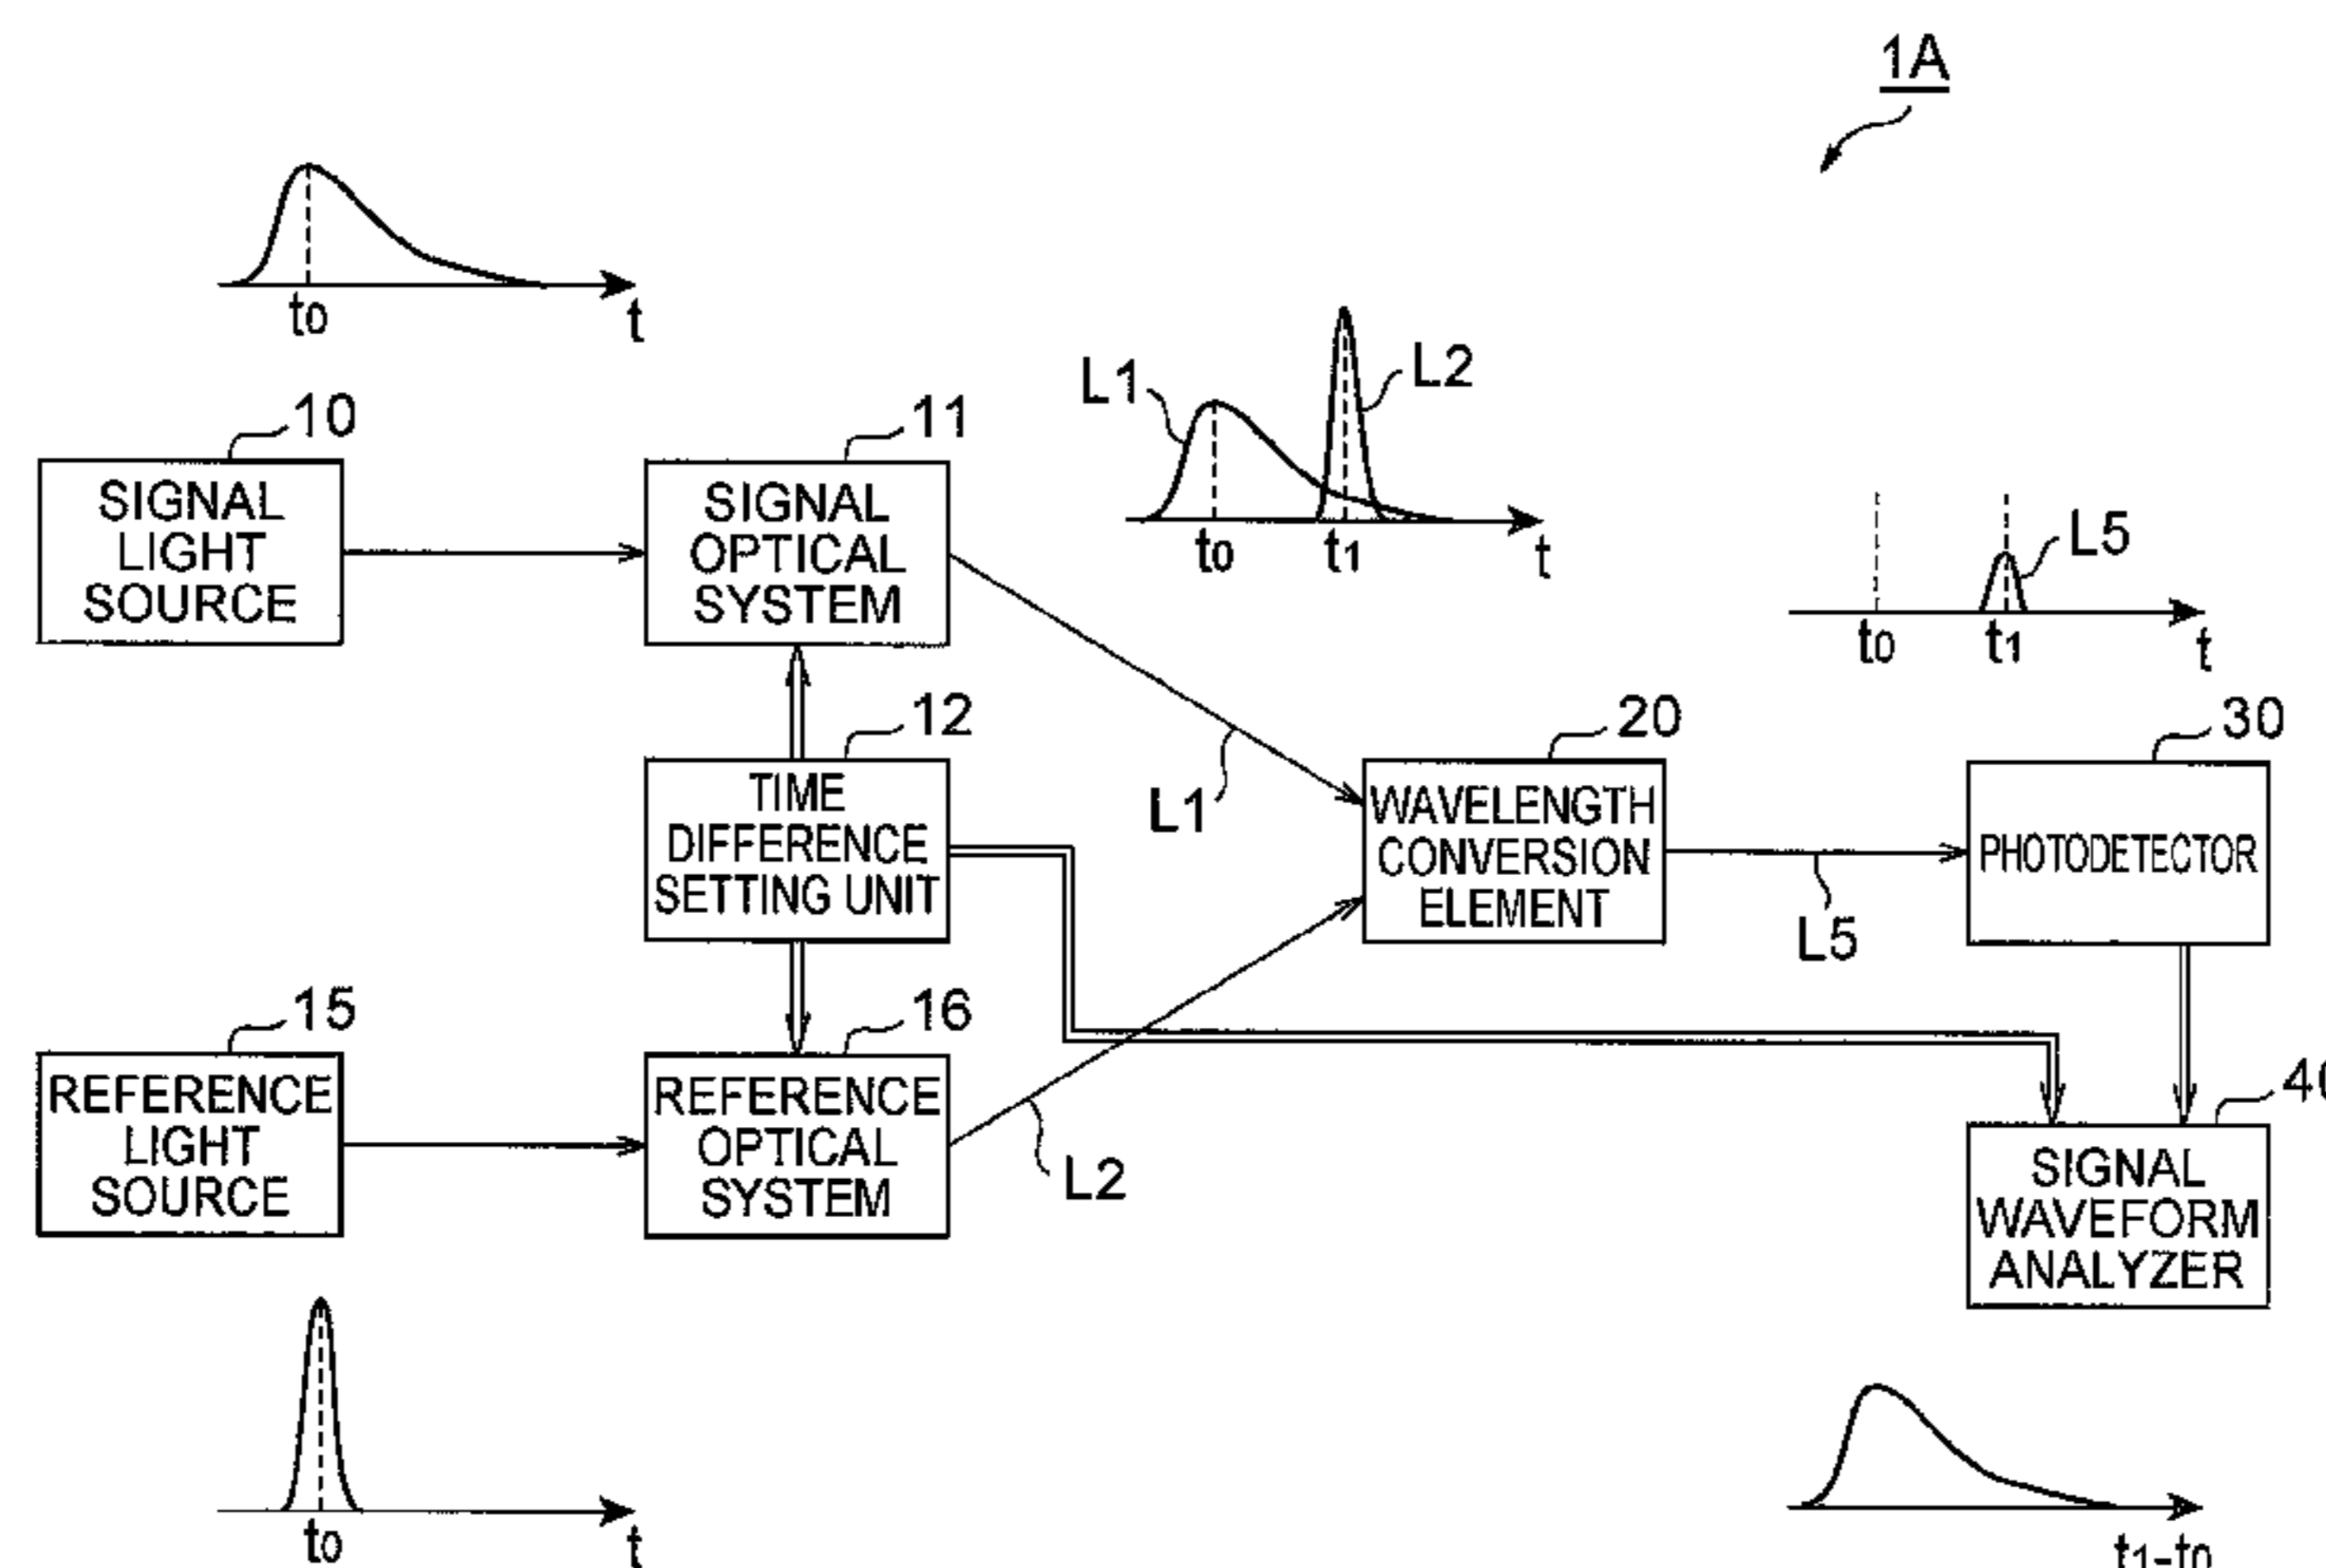 1A
t0
t
10
SIGNAL
LIGHT
SOURCE
11
SIGNAL
OPTICAL
SYSTEM
L1
L2
t0
t1
t
L5
t0
t1
t
12
TIME
DIFFERENCE
SETTING UNIT
L1
20
WAVELENGTH
CONVERSION
ELEMENT
L5
30
PHOTODETECTOR
15
REFERENCE
LIGHT
SOURCE
16
REFERENCE
OPTICAL
SYSTEM
L2
40
SIGNAL
WAVEFORM
ANALYZER
t0
t
t1-t0